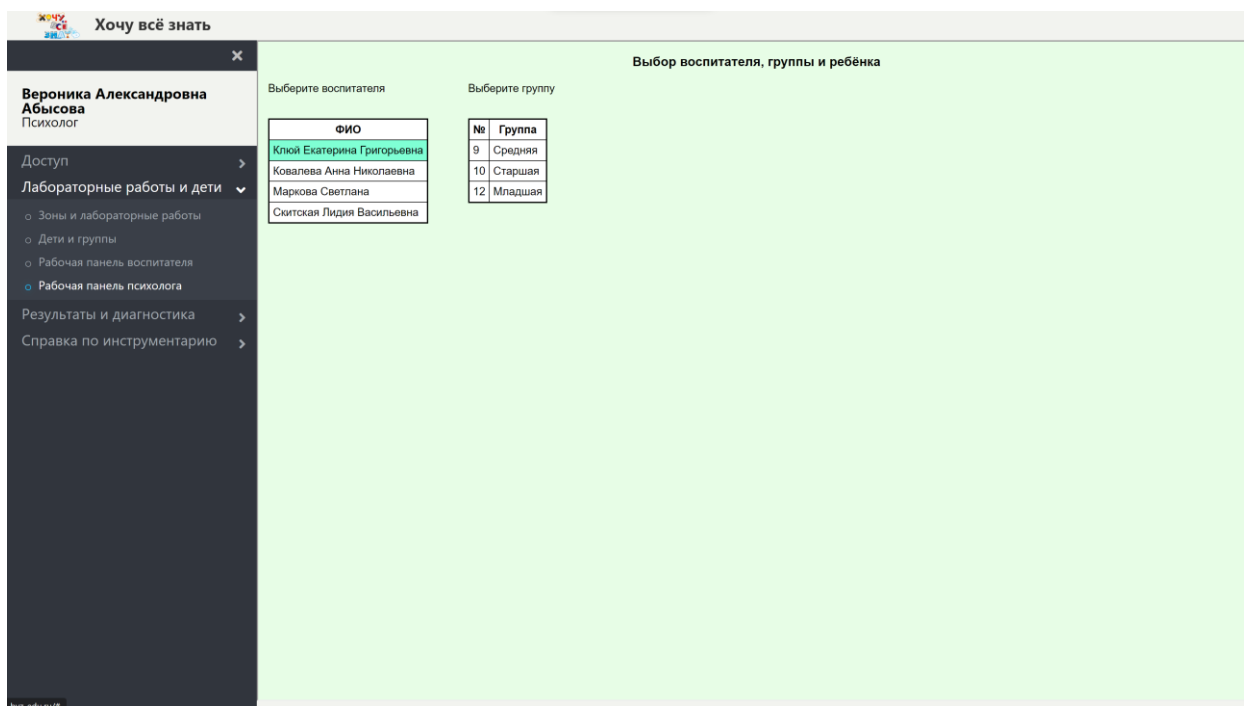 ХОЧУ
ВСЁ
Хочу всё знать
×
Вероника Александровна
Абысова
Психолог
Доступ
Лабораторные работы и дети
Зоны и лабораторные работы
Дети и группы
Рабочая панель воспитателя
Рабочая панель психолога
Результаты и диагностика
Справка по инструментарию
Выбор воспитателя, группы и ребёнка
Выберите воспитателя
ФИО
Клюй Екатерина Григорьевна
Ковалева Анна Николаевна
Маркова Светлана
Скитская Лидия Васильевна
Выберите группу
№ Группа
9 Средняя
10 Старшая
12 Младшая